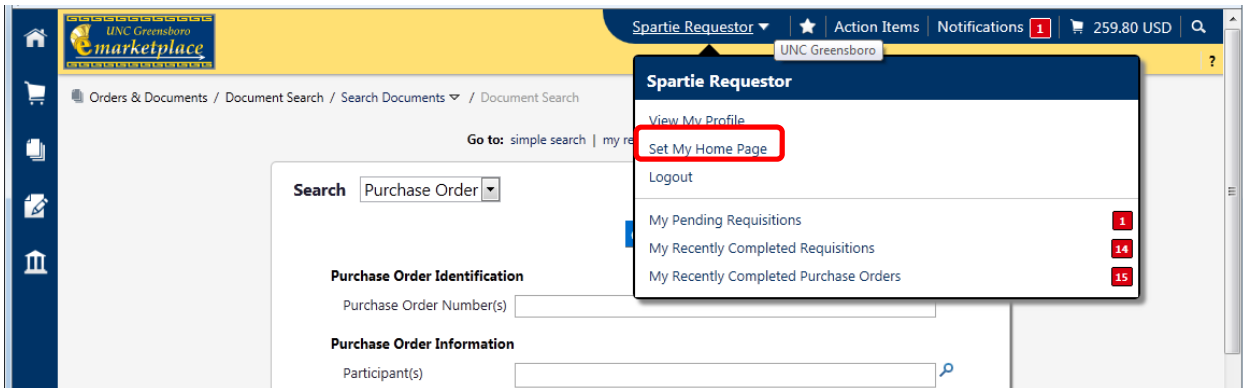 UNC Greensboro
emarketplace
Spartie Requestor Action Items Notifications 1 259.80 USD
UNC Greensboro
?
Spartie Requestor
Orders & Documents / Document Search / Search Documents / Document Search
View My Profile
Go to: simple search | my re
Set My Home Page
Logout
Search Purchase Order
My Pending Requisitions 1
My Recently Completed Requisitions 14
My Recently Completed Purchase Orders 15
Purchase Order Identification
Purchase Order Number(s)
Purchase Order Information
Participant(s)